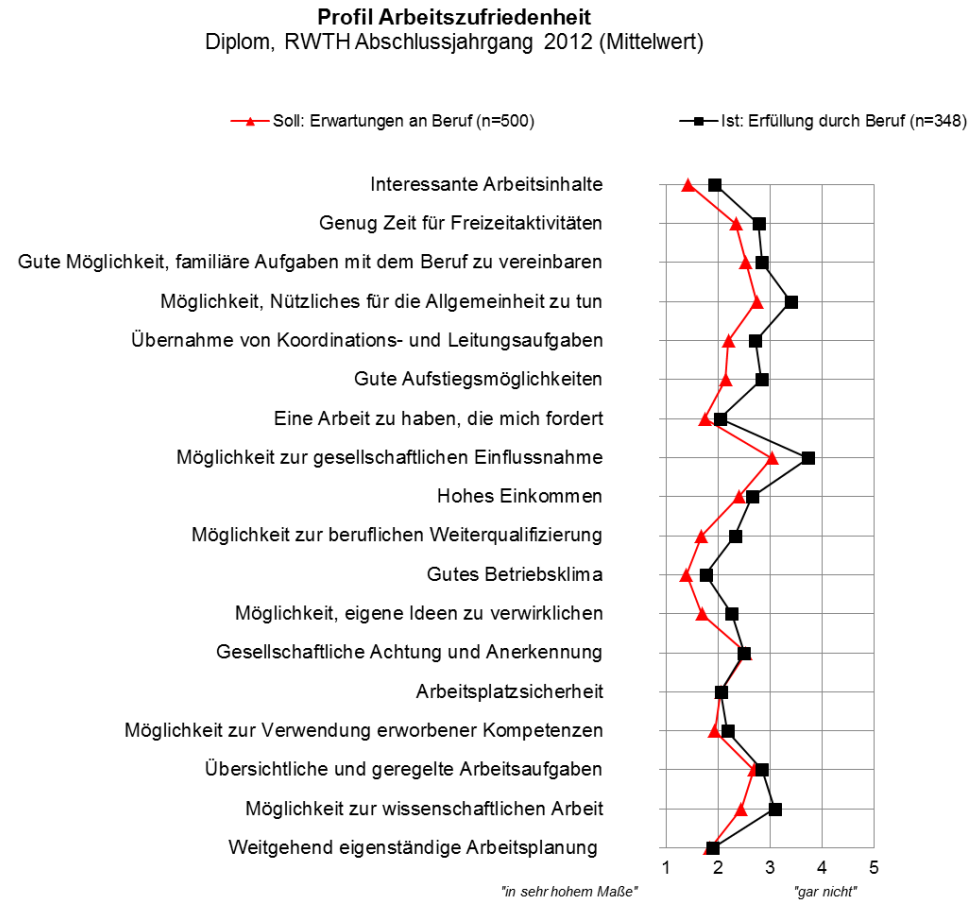 Profil Arbeitszufriedenheit
Diplom, RWTH Abschlussjahrgang 2012 (Mittelwert)
Soll: Erwartungen an Beruf (n=500)
Ist: Erfüllung durch Beruf (n=348)
Interessante Arbeitsinhalte
Genug Zeit für Freizeitaktivitäten
Gute Möglichkeit, familiäre Aufgaben mit dem Beruf zu vereinbaren
Möglichkeit, Nützliches für die Allgemeinheit zu tun
Übernahme von Koordinations- und Leitungsaufgaben
Gute Aufstiegsmöglichkeiten
Eine Arbeit zu haben, die mich fordert
Möglichkeit zur gesellschaftlichen Einflussnahme
Hohes Einkommen
Möglichkeit zur beruflichen Weiterqualifizierung
Gutes Betriebsklima
Möglichkeit, eigene Ideen zu verwirklichen
Gesellschaftliche Achtung und Anerkennung
Arbeitsplatzsicherheit
Möglichkeit zur Verwendung erworbener Kompetenzen
Übersichtliche und geregelte Arbeitsaufgaben
Möglichkeit zur wissenschaftlichen Arbeit
Weitgehend eigenständige Arbeitsplanung
1 2 3 4 5
"in sehr hohem Maße" "gar nicht"